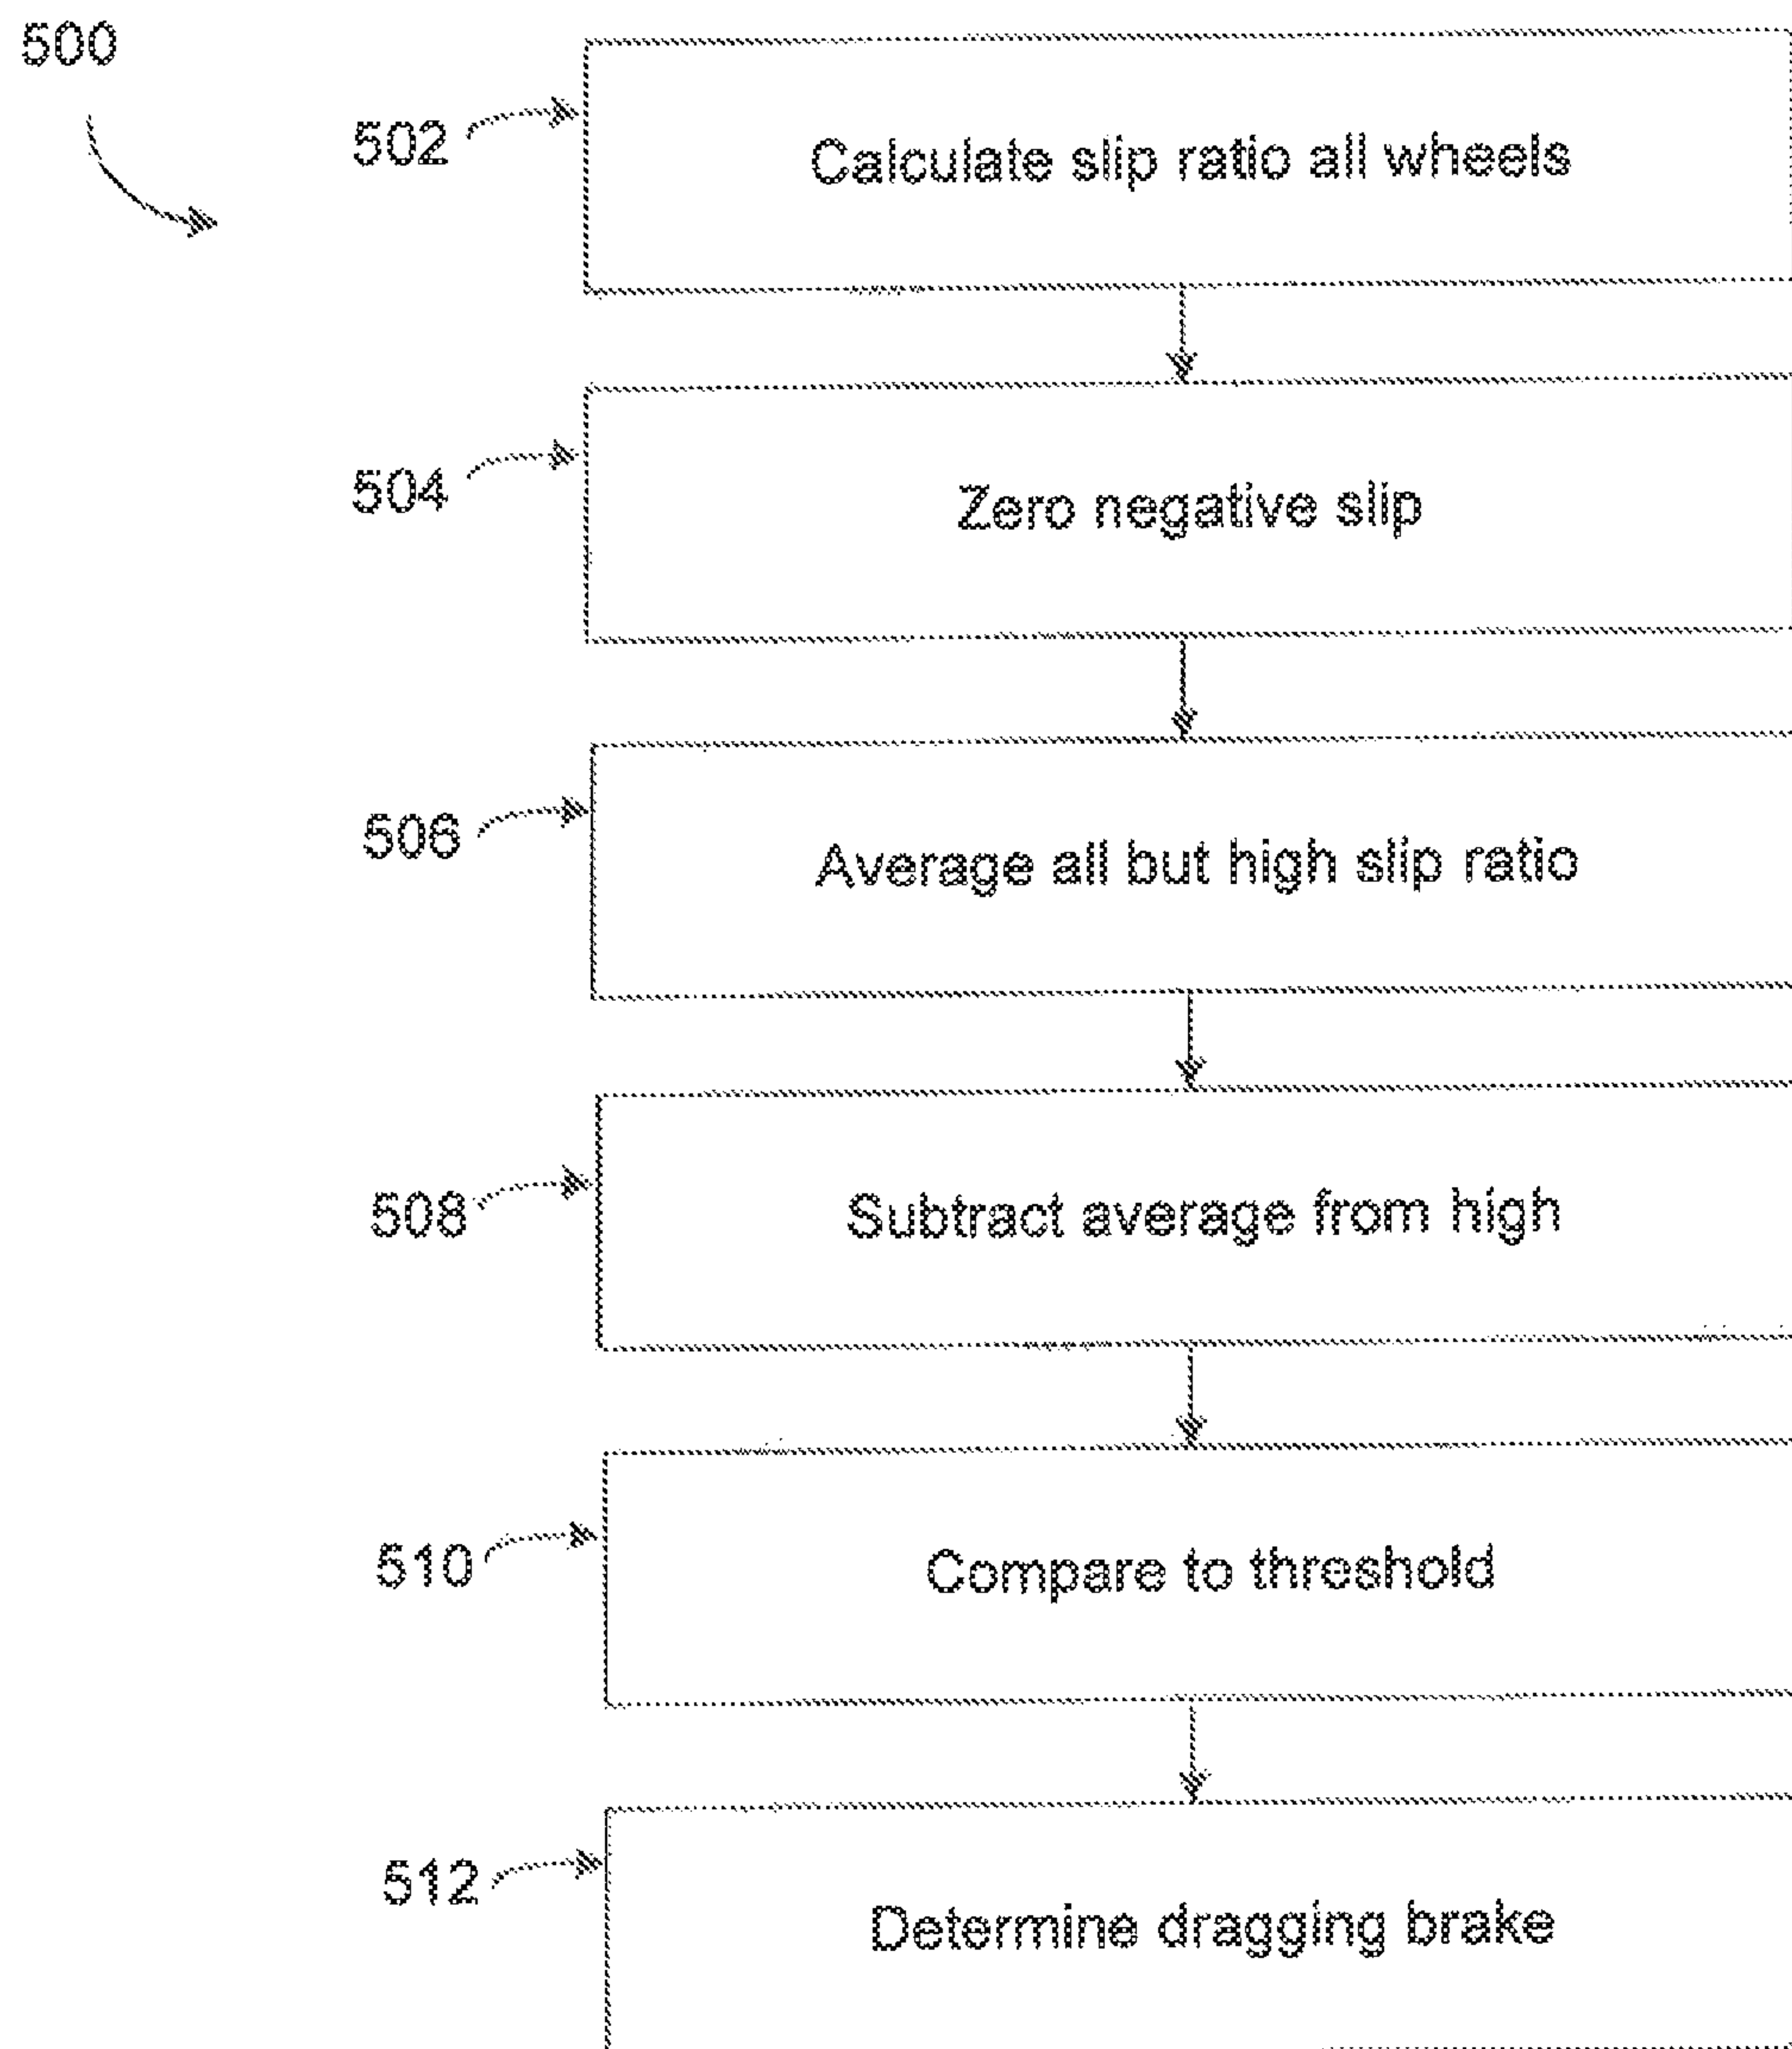 500
502
Calculate slip ratio all wheels
504
Zero negative slip
506
Average all but high slip ratio
508
Subtract average from high
510
Compare to threshold
512
Determine dragging brake